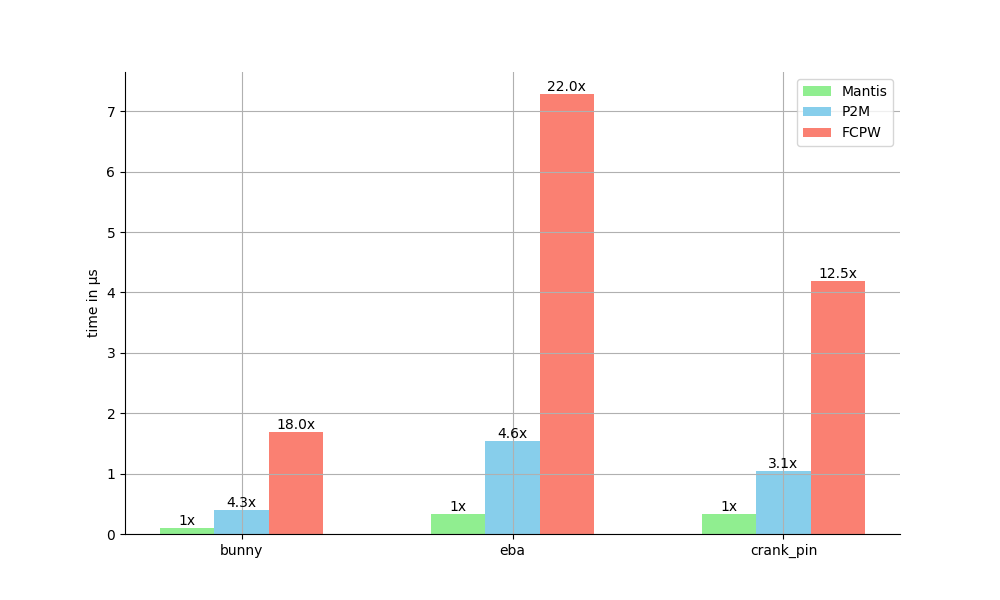 Mantis
P2M
FCPW
time in µs
7
6
5
4
3
2
1
0
1x
4.3x
18.0x
1x
4.6x
22.0x
1x
3.1x
12.5x
bunny
eba
crank_pin